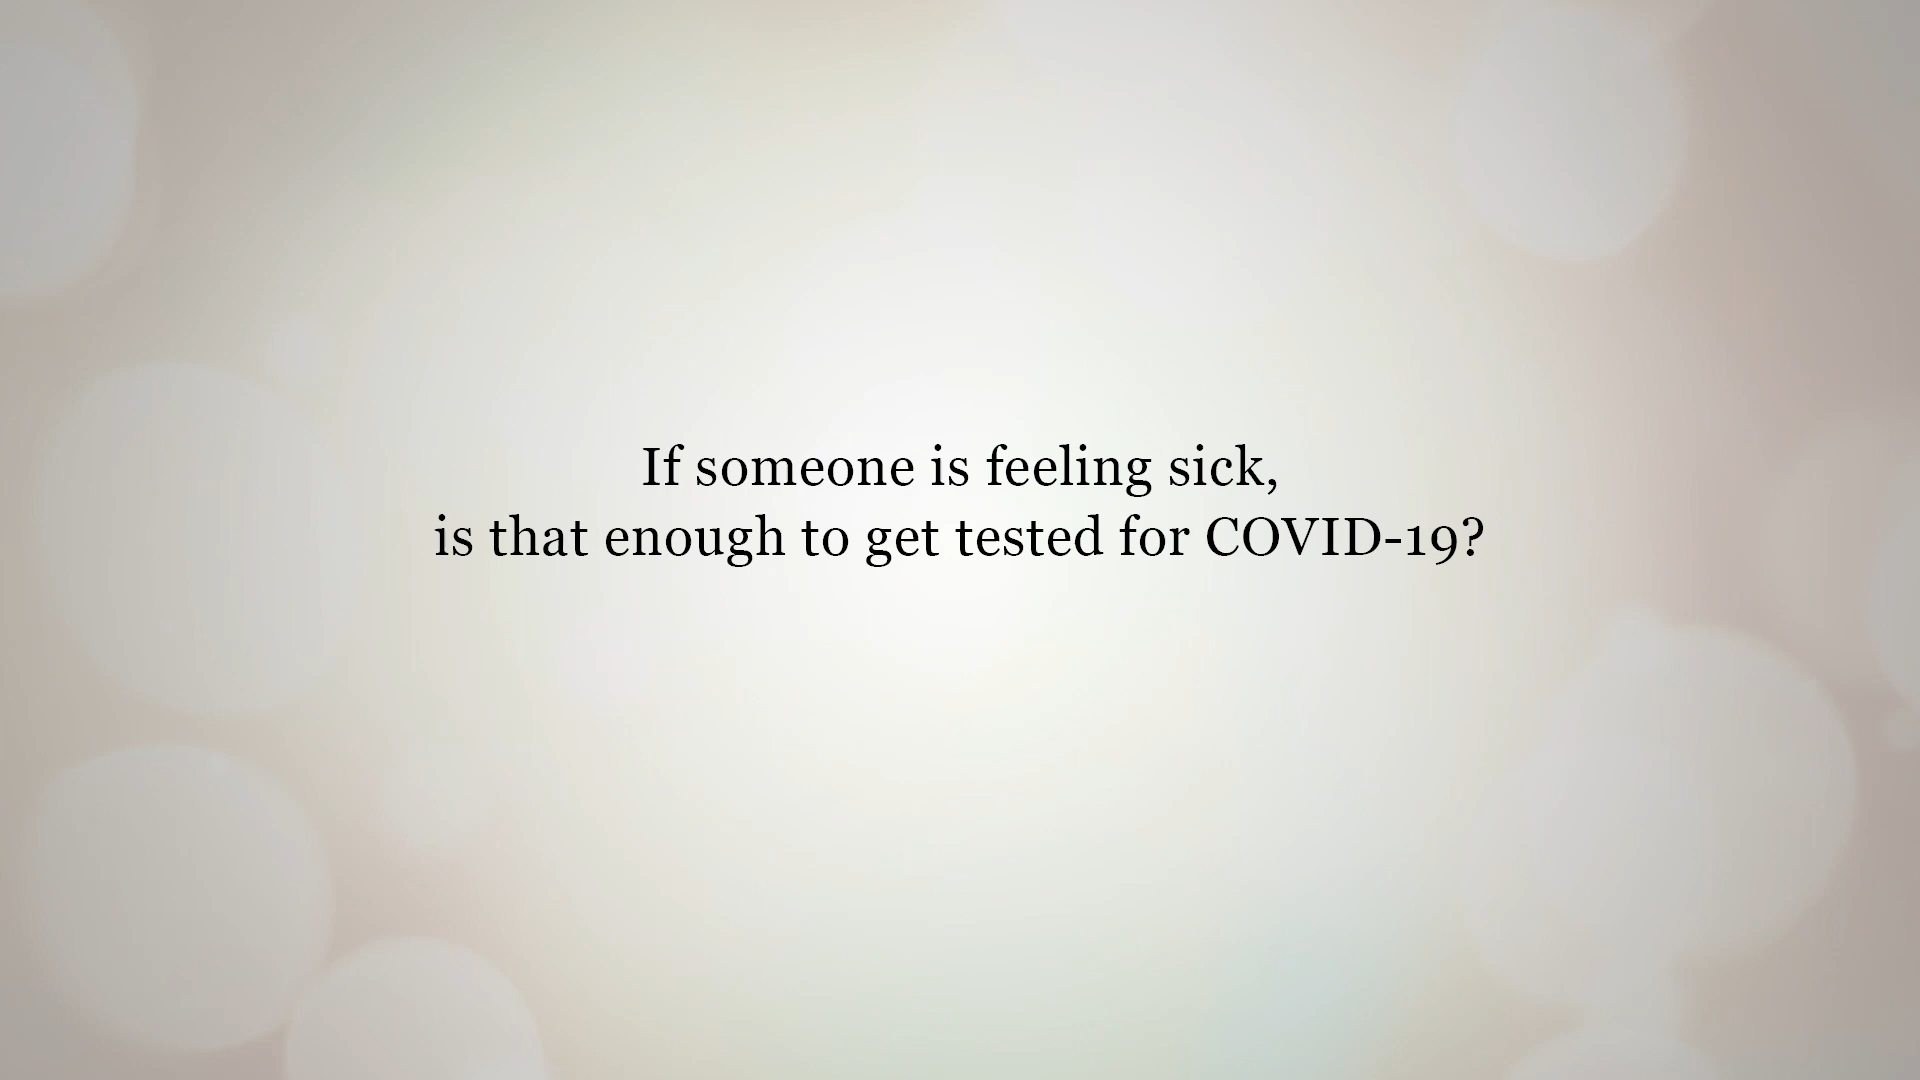 If someone is feeling sick,
is that enough to get tested for COVID-19?